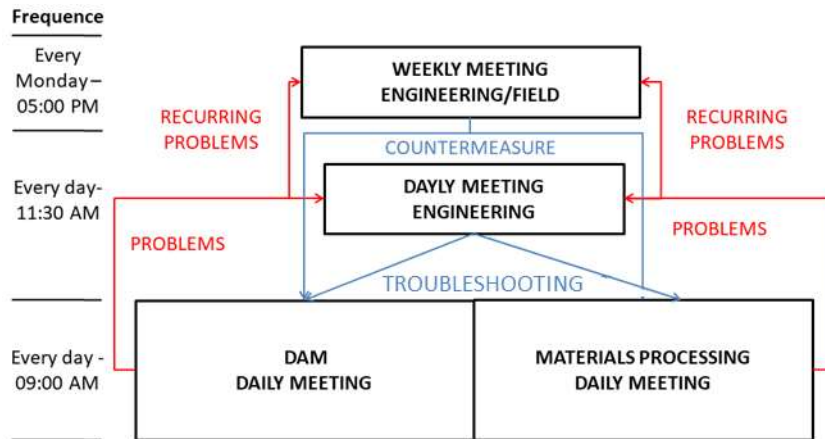 Frequence
Every
Monday–
05:00 PM
WEEKLY MEETING
ENGINEERING/FIELD
RECURRING
PROBLEMS
RECURRING
PROBLEMS
COUNTERMEASURE
Every day-
11:30 AM
DAYLY MEETING
ENGINEERING
PROBLEMS
PROBLEMS
TROUBLESHOOTING
Every day -
09:00 AM
DAM
DAILY MEETING
MATERIALS PROCESSING
DAILY MEETING